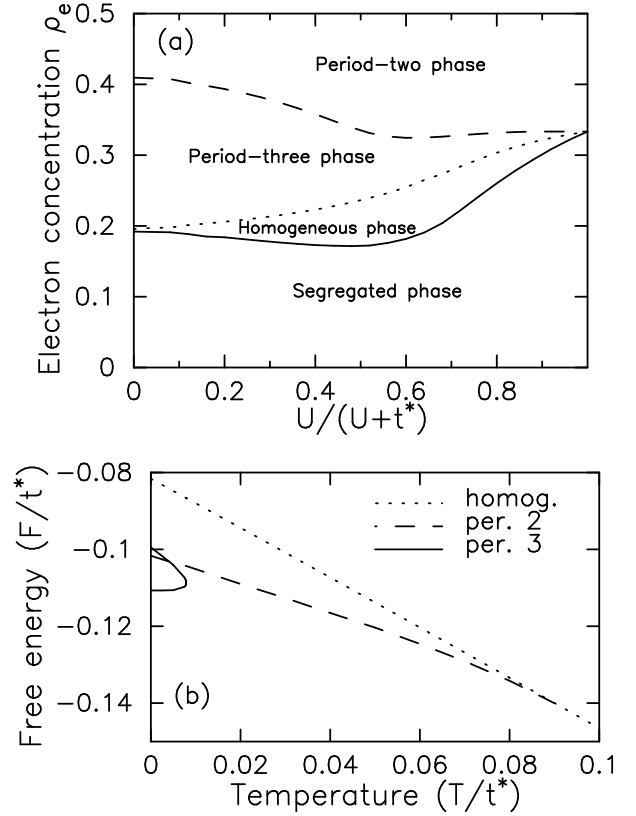 0.5
(a)
Period-two phase
0.4
Period-three phase
0.3
Homogeneous phase
0.2
Segregated phase
0.1
0
Electron concentration ρe
0 0.2 0.4 0.6 0.8
U/(U+t*)
-0.08
homog.
per. 2
per. 3
-0.1
-0.12
(b)
-0.14
Free energy (F/t*)
0 0.02 0.04 0.06 0.08 0.1
Temperature (T/t*)